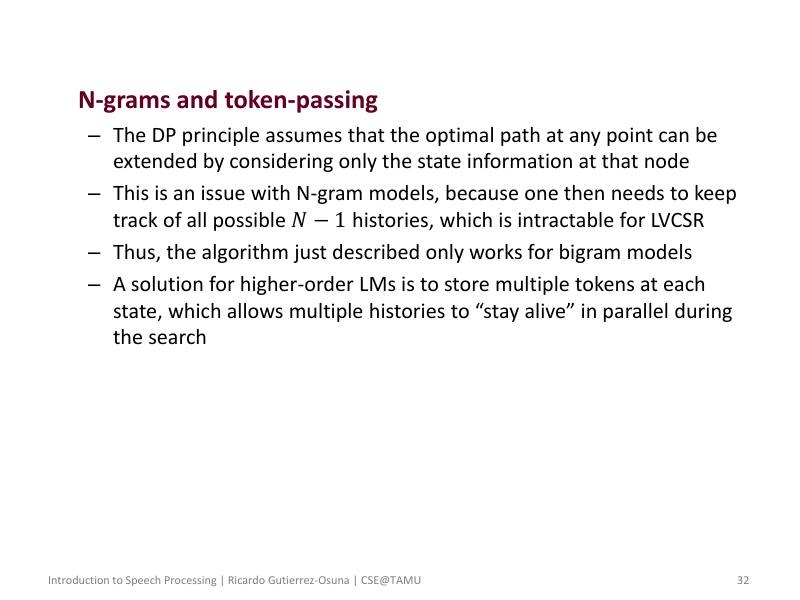 N-grams and token-passing
– The DP principle assumes that the optimal path at any point can be
extended by considering only the state information at that node
– This is an issue with N-gram models, because one then needs to keep
track of all possible 𝑁 − 1 histories, which is intractable for LVCSR
– Thus, the algorithm just described only works for bigram models
– A solution for higher-order LMs is to store multiple tokens at each
state, which allows multiple histories to “stay alive” in parallel during
the search
Introduction to Speech Processing | Ricardo Gutierrez-Osuna | CSE@TAMU 32